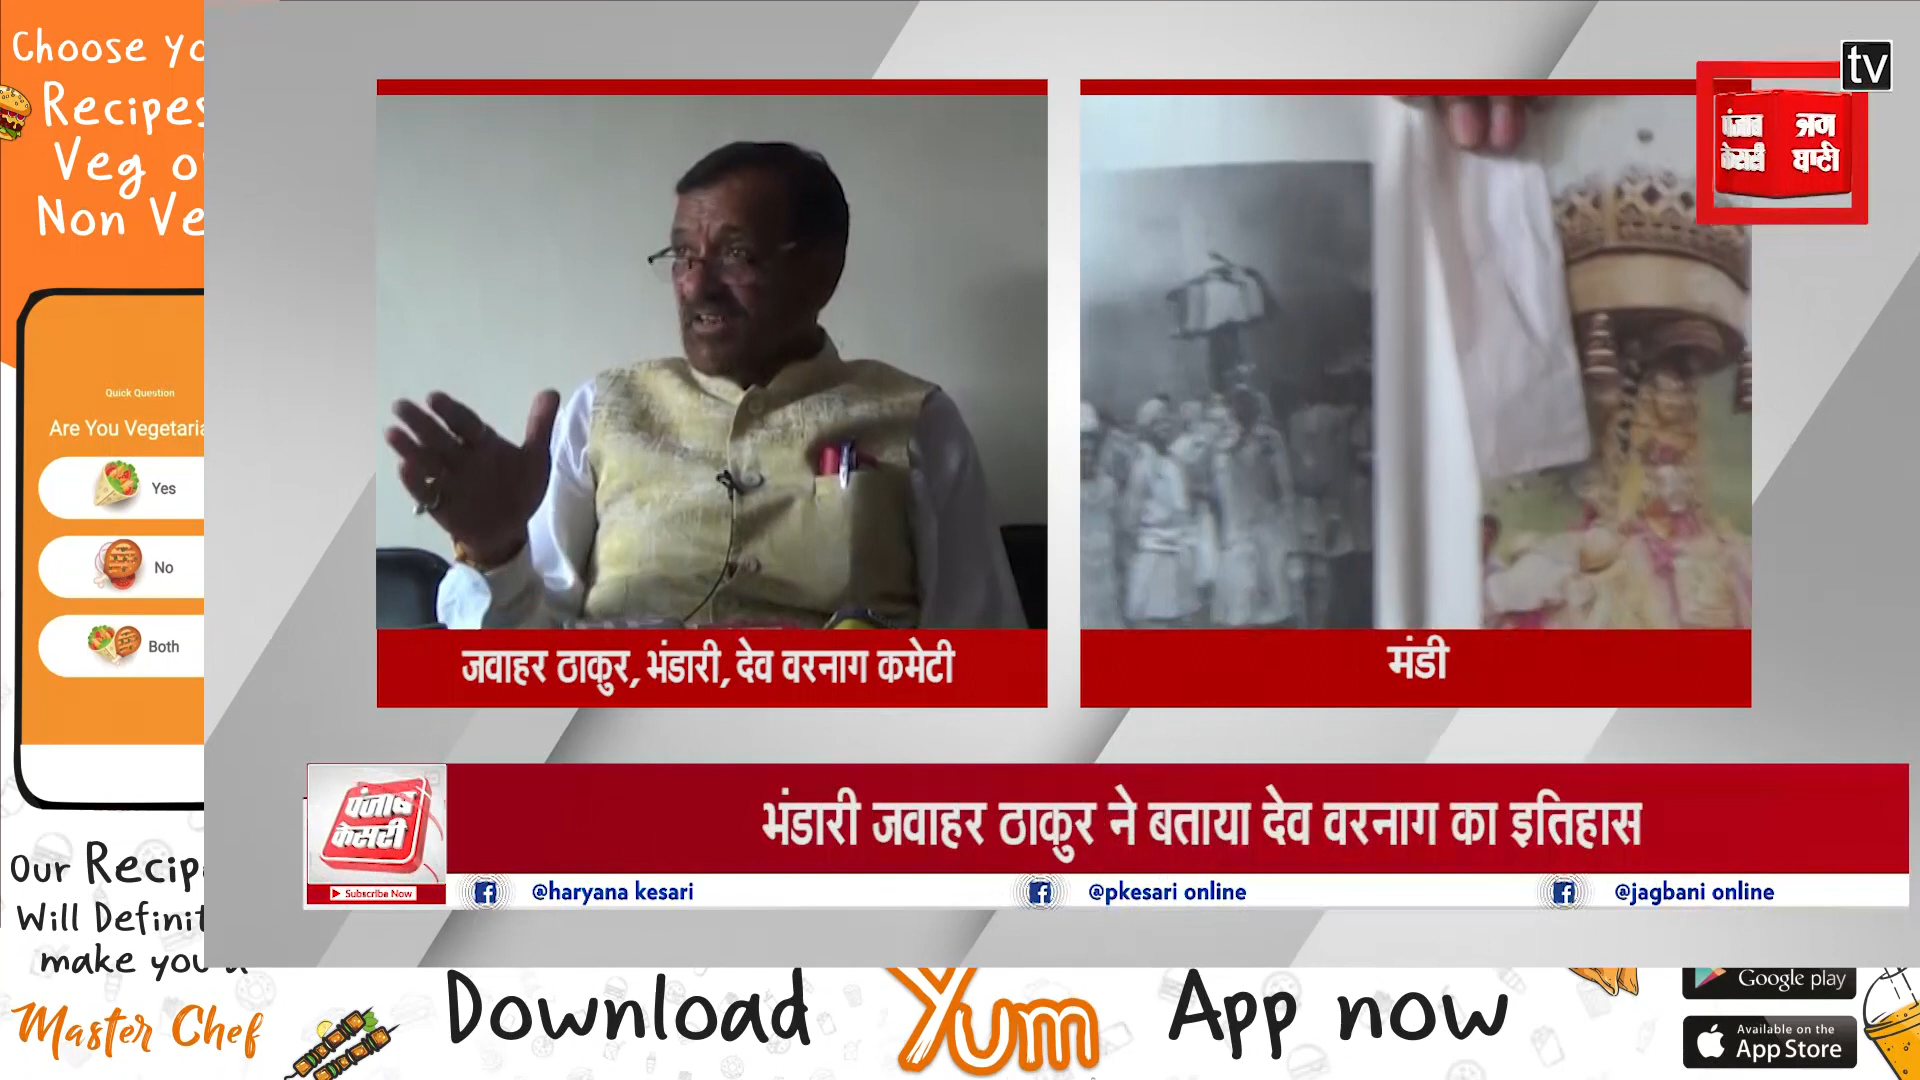 Choose
Recipes
Veg
Non Ve
Quick Question
Are You Vegetaria
Yes
No
Both
Our Recip
Will Definit
make you a
Master Chef
tv
पंजाब केसरी
जवाहर ठाकुर, भंडारी, देव वरनाग कमेटी
मंडी
पंजाब
केसरी
Subscribe Now
भंडारी जवाहर ठाकुर ने बताया देव वरनाग का इतिहास
@haryana kesari
@pkesari online
@jagbani online
Download Yum App now
Google play
Available on the
App Store